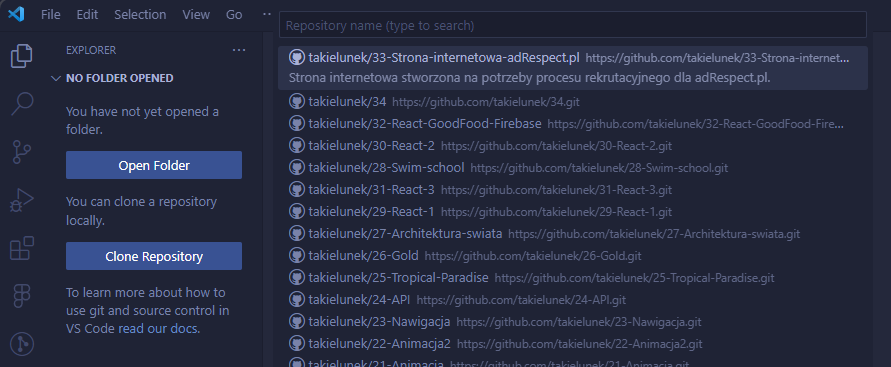 File Edit Selection View Go ··
Repository name (type to search)
EXPLORER ···
NO FOLDER OPENED
You have not yet opened a
folder.
Open Folder
You can clone a repository
locally.
Clone Repository
To learn more about how to
use git and source control in
VS Code read our docs.
takielunek/33-Strona-internetowa-adRespect.pl https://github.com/takielunek/33-Strona-internet...
Strona internetowa stworzona na potrzeby procesu rekrutacyjnego dla adRespect.pl.
takielunek/34 https://github.com/takielunek/34.git
takielunek/32-React-GoodFood-Firebase https://github.com/takielunek/32-React-GoodFood-Fire...
takielunek/30-React-2 https://github.com/takielunek/30-React-2.git
takielunek/28-Swim-school https://github.com/takielunek/28-Swim-school.git
takielunek/31-React-3 https://github.com/takielunek/31-React-3.git
takielunek/29-React-1 https://github.com/takielunek/29-React-1.git
takielunek/27-Architektura-swiata https://github.com/takielunek/27-Architektura-swiata.git
takielunek/26-Gold https://github.com/takielunek/26-Gold.git
takielunek/25-Tropical-Paradise https://github.com/takielunek/25-Tropical-Paradise.git
takielunek/24-API https://github.com/takielunek/24-API.git
takielunek/23-Nawigacja https://github.com/takielunek/23-Nawigacja.git
takielunek/22-Animacja2 https://github.com/takielunek/22-Animacja2.git
takielunek/21-Animacja https://github.com/takielunek/21-Animacja.git